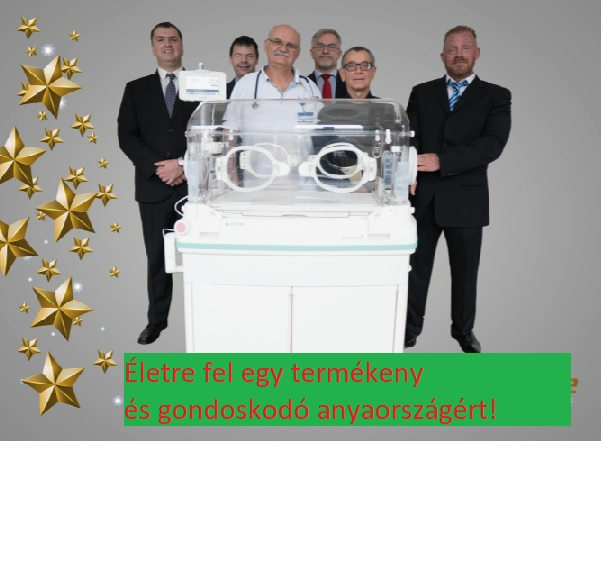 Életre fel egy termékeny
és gondoskodó anyaországért!